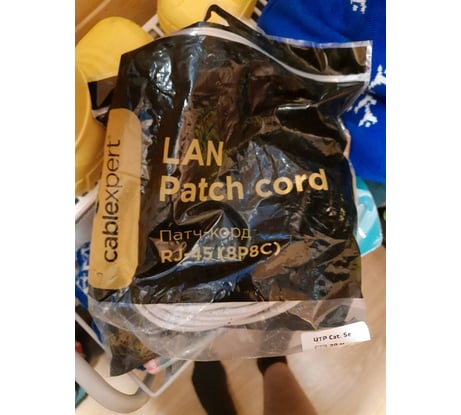 cablexpert
LAN
Patch cord
Патч-корд
RJ-45 (8P8C)
UTP Cat. 5e